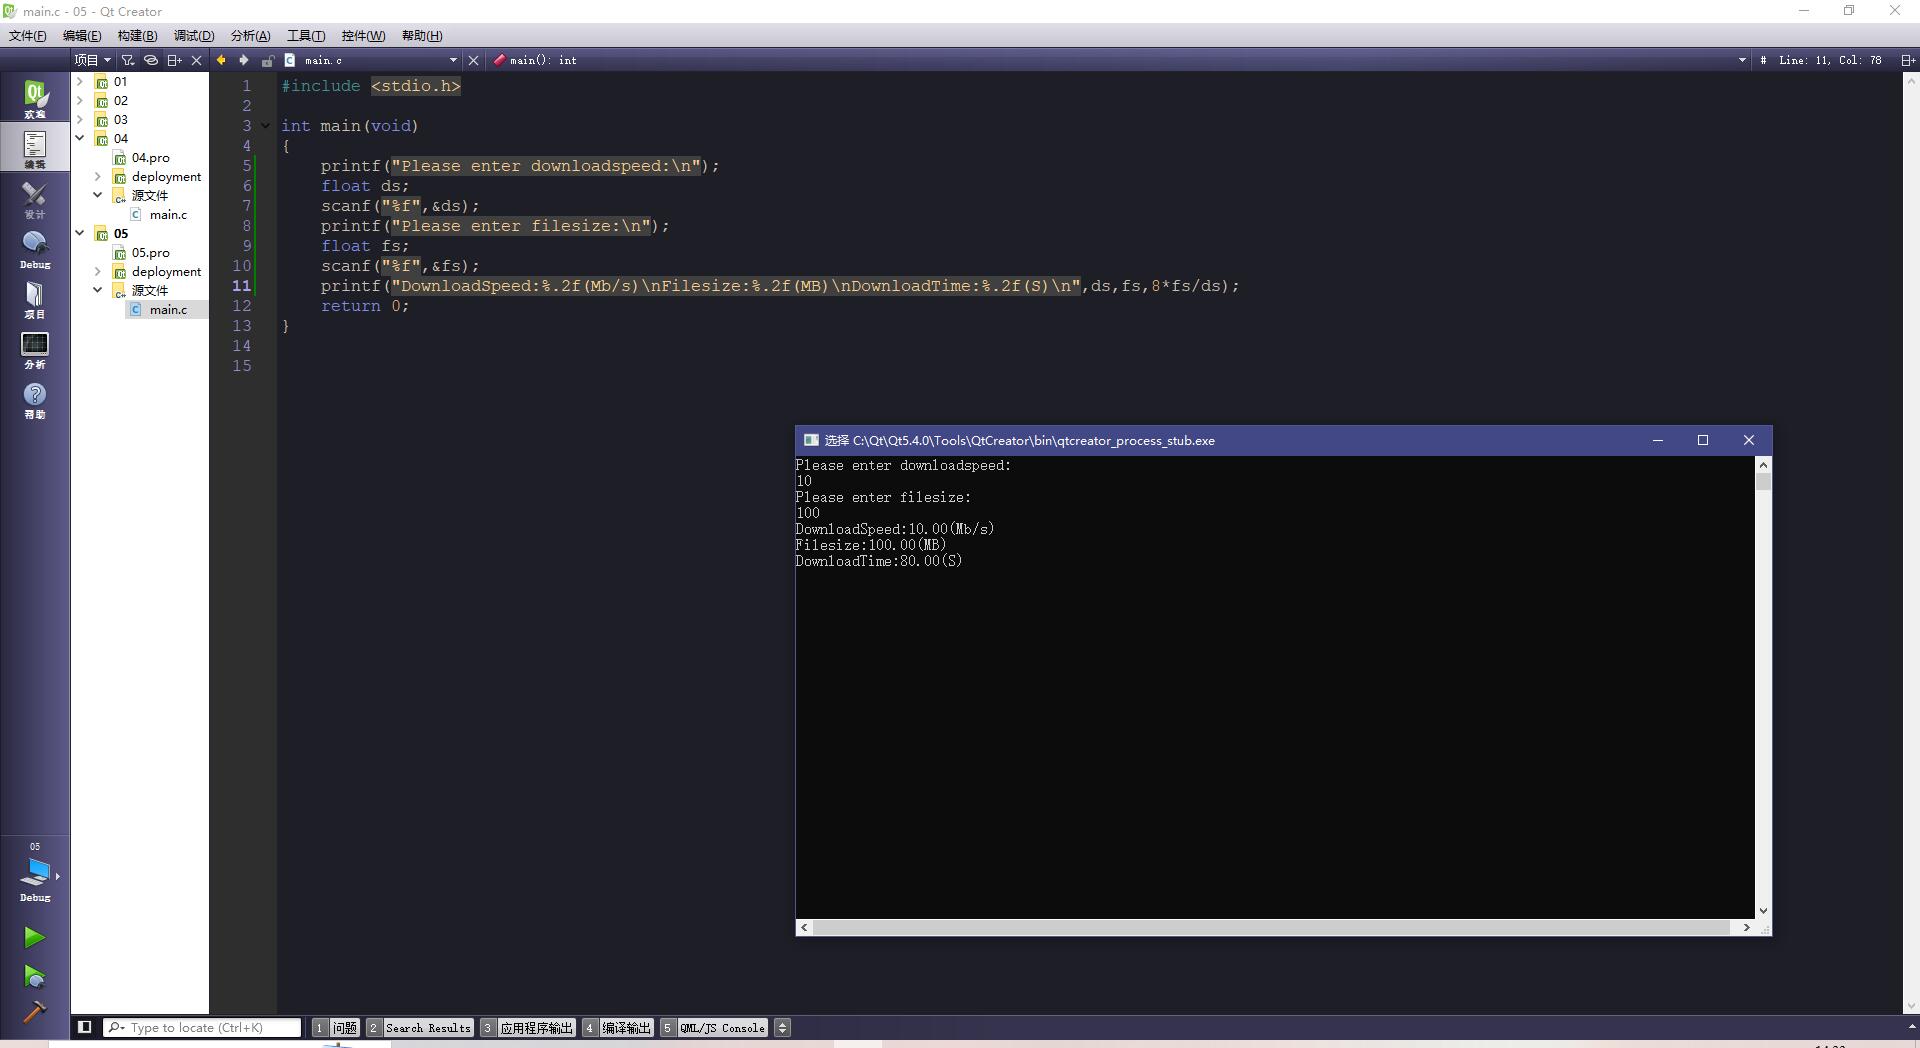 main.c - 05 - Qt Creator
文件(F) 编辑(E) 构建(B) 调试(D) 分析(A) 工具(T) 控件(W) 帮助(H)
项目 main.c main(): int # Line: 11, Col: 78
欢迎
编辑
设计
Debug
项目
分析
帮助
05
Debug
01
02
03
04
04.pro
deployment
源文件
main.c
05
05.pro
deployment
源文件
main.c
1 #include <stdio.h>
2
3 int main(void)
4 {
5 printf("Please enter downloadspeed:\n");
6 float ds;
7 scanf("%f",&ds);
8 printf("Please enter filesize:\n");
9 float fs;
10 scanf("%f",&fs);
11 printf("DownloadSpeed:%.2f(Mb/s)\nFilesize:%.2f(MB)\nDownloadTime:%.2f(S)\n",ds,fs,8*fs/ds);
12 return 0;
13 }
14
15
选择 C:\Qt\Qt5.4.0\Tools\QtCreator\bin\qtcreator_process_stub.exe
Please enter downloadspeed:
10
Please enter filesize:
100
DownloadSpeed:10.00(Mb/s)
Filesize:100.00(MB)
DownloadTime:80.00(S)
Type to locate (Ctrl+K) 1 问题 2 Search Results 3 应用程序输出 4 编译输出 5 QML/JS Console